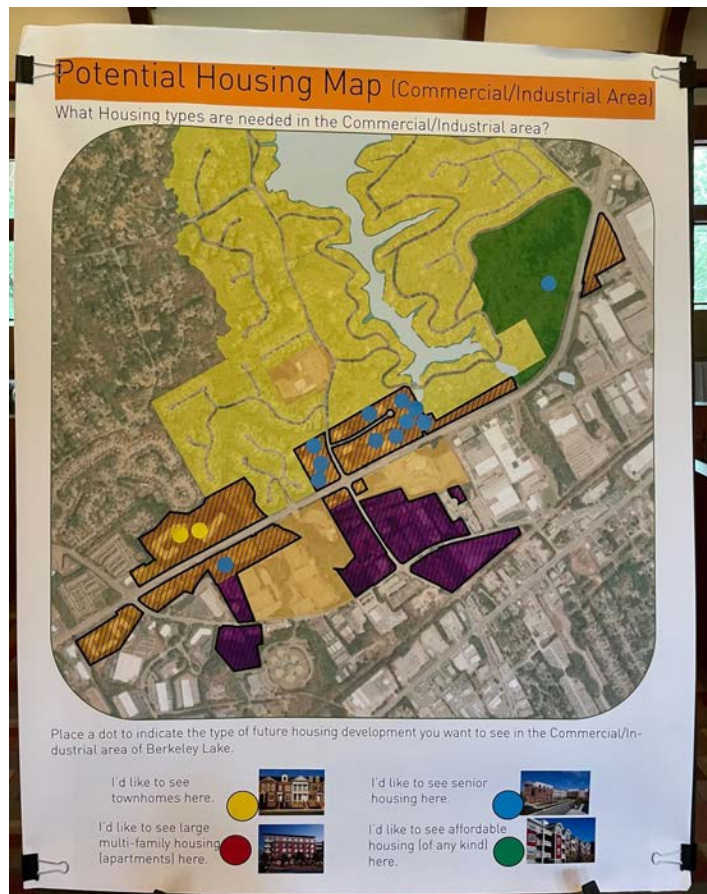 Potential Housing Map (Commercial/Industrial Area)
What Housing types are needed in the Commercial/Industrial area?
Place a dot to indicate the type of future housing development you want to see in the Commercial/In-
dustrial area of Berkeley Lake.
I'd like to see
townhomes here.
I'd like to see senior
housing here.
I'd like to see large
multi-family housing
(apartments) here.
I'd like to see affordable
housing (of any kind)
here.